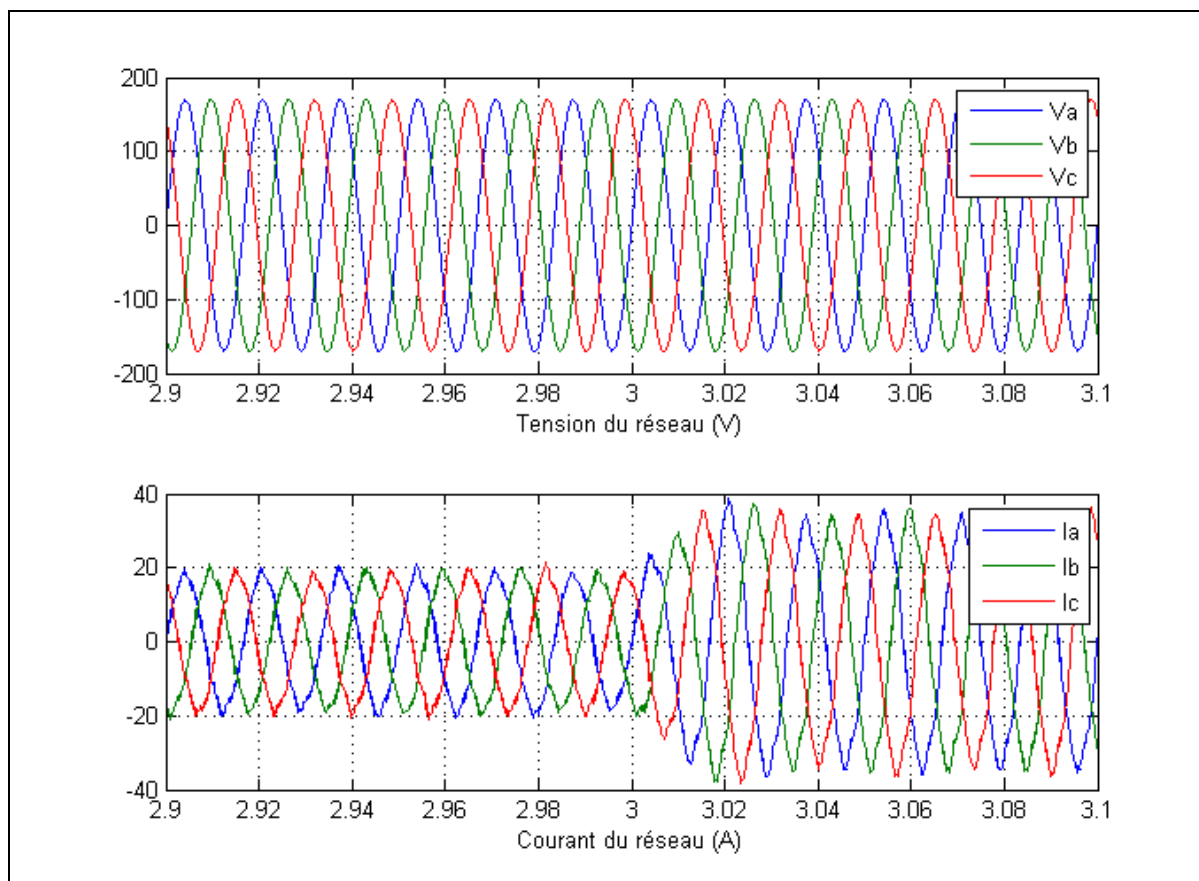 200
100
0
-100
-200
Va
Vb
Vc
2.9 2.92 2.94 2.96 2.98 3 3.02 3.04 3.06 3.08 3.1
Tension du réseau (V)
40
20
0
-20
-40
Ia
Ib
Ic
2.9 2.92 2.94 2.96 2.98 3 3.02 3.04 3.06 3.08 3.1
Courant du réseau (A)